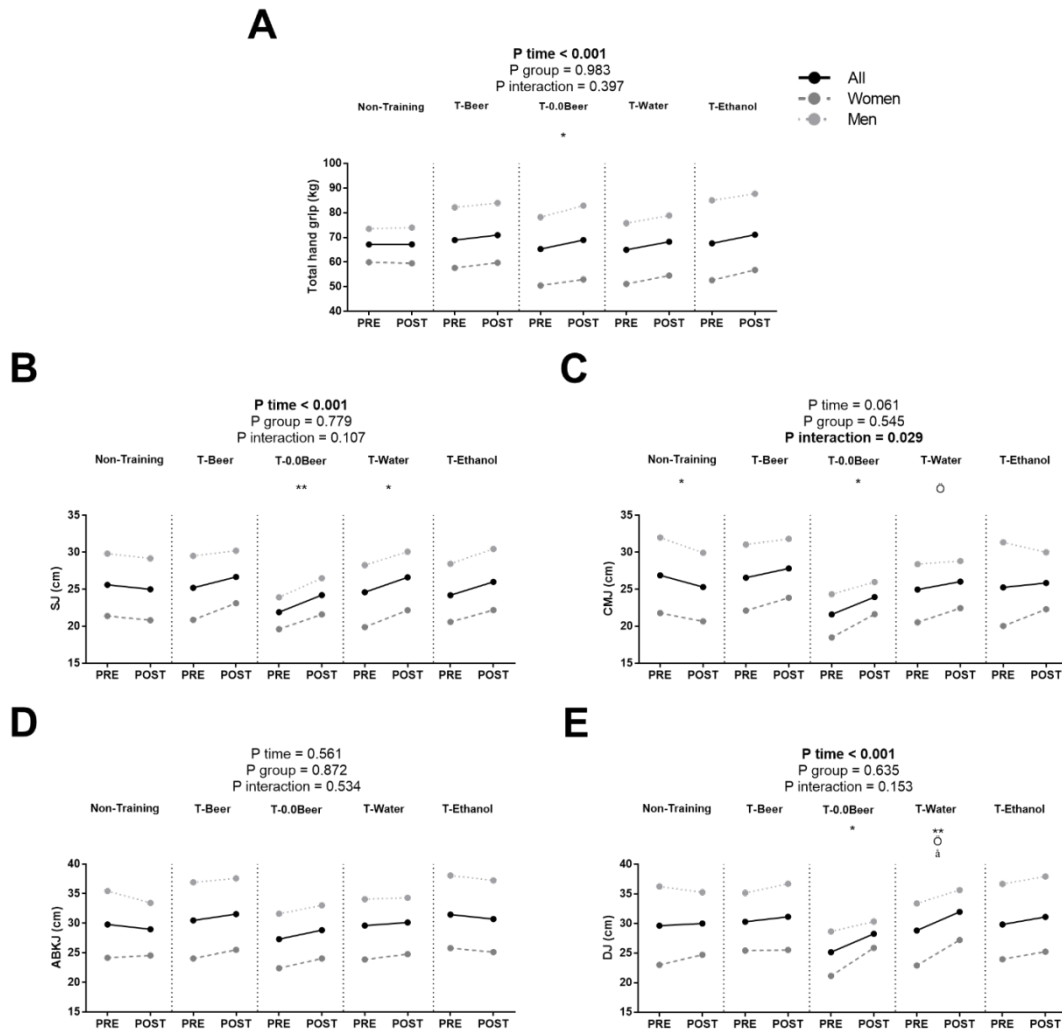 A
P time < 0.001
P group = 0.983
P interaction = 0.397
All
Women
Men
Non-Training T-Beer T-0.0Beer T-Water T-Ethanol
*
Total hand grip (kg)
100
90
80
70
60
50
40
PRE POST PRE POST PRE POST PRE POST PRE POST
B
P time < 0.001
P group = 0.779
P interaction = 0.107
Non-Training T-Beer T-0.0Beer T-Water T-Ethanol
** *
SJ (cm)
35
30
25
20
15
PRE POST PRE POST PRE POST PRE POST PRE POST
C
P time = 0.061
P group = 0.545
P interaction = 0.029
Non-Training T-Beer T-0.0Beer T-Water T-Ethanol
* * Ö
CMJ (cm)
35
30
25
20
15
PRE POST PRE POST PRE POST PRE POST PRE POST
D
P time = 0.561
P group = 0.872
P interaction = 0.534
Non-Training T-Beer T-0.0Beer T-Water T-Ethanol
ABKJ (cm)
40
35
30
25
20
15
PRE POST PRE POST PRE POST PRE POST PRE POST
E
P time < 0.001
P group = 0.635
P interaction = 0.153
Non-Training T-Beer T-0.0Beer T-Water T-Ethanol
* **
Ö
å
DJ (cm)
40
35
30
25
20
15
PRE POST PRE POST PRE POST PRE POST PRE POST